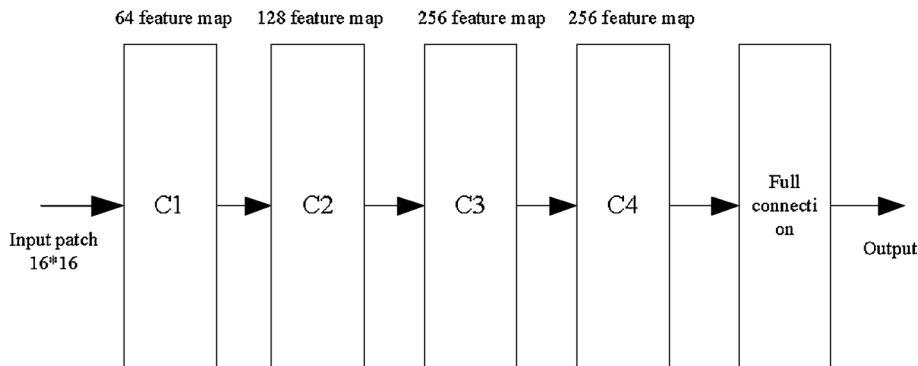 64 feature map
128 feature map
256 feature map
256 feature map
C1
C2
C3
C4
Full
connecti
on
Input patch
16*16
Output